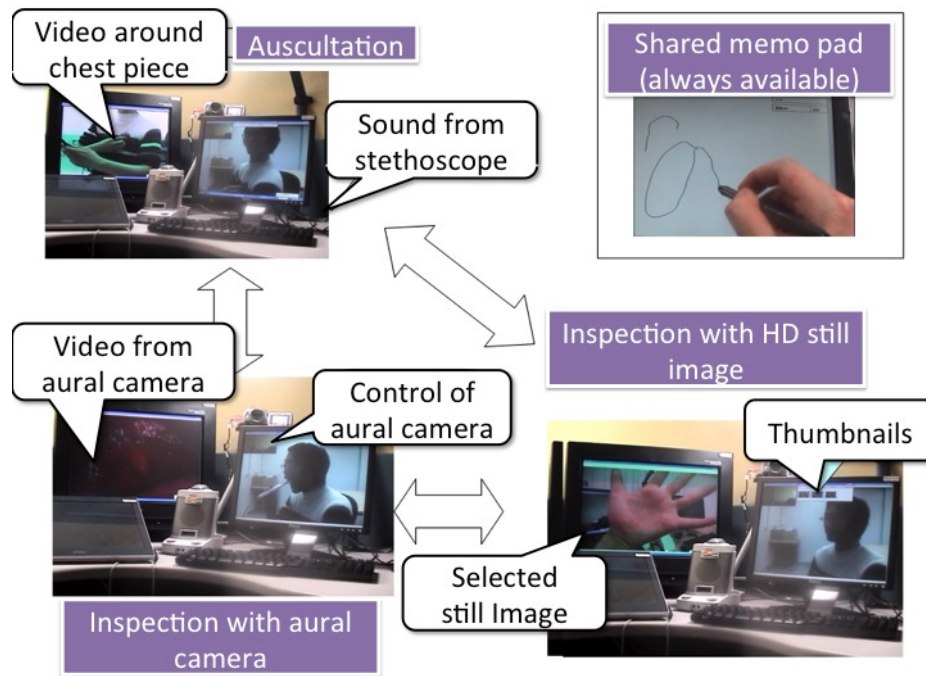 Video around
chest piece
Auscultation
Sound from
stethoscope
Shared memo pad
(always available)
Video from
aural camera
Control of
aural camera
Inspection with HD still
image
Thumbnails
Selected
still Image
Inspection with aural
camera